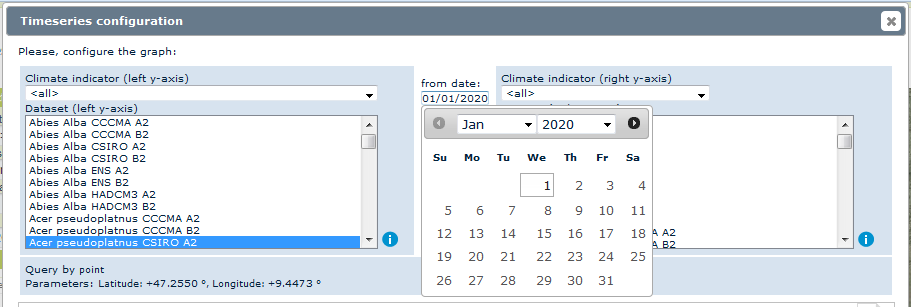 Timeseries configuration
Please, configure the graph:
Climate indicator (left y-axis)
<all>
Dataset (left y-axis)
Abies Alba CCCMA A2
Abies Alba CCCMA B2
Abies Alba CSIRO A2
Abies Alba CSIRO B2
Abies Alba ENS A2
Abies Alba ENS B2
Abies Alba HADCM3 A2
Abies Alba HADCM3 B2
Acer pseudoplatnus CCCMA A2
Acer pseudoplatnus CCCMA B2
Acer pseudoplatnus CSIRO A2
from date:
01/01/2020
Jan 2020
Su Mo Tu We Th Fr Sa
1 2 3 4
5 6 7 8 9 10 11
12 13 14 15 16 17 18
19 20 21 22 23 24 25
26 27 28 29 30 31
Climate indicator (right y-axis)
<all>
A2
A2
B2
Query by point
Parameters: Latitude: +47.2550 °, Longitude: +9.4473 °